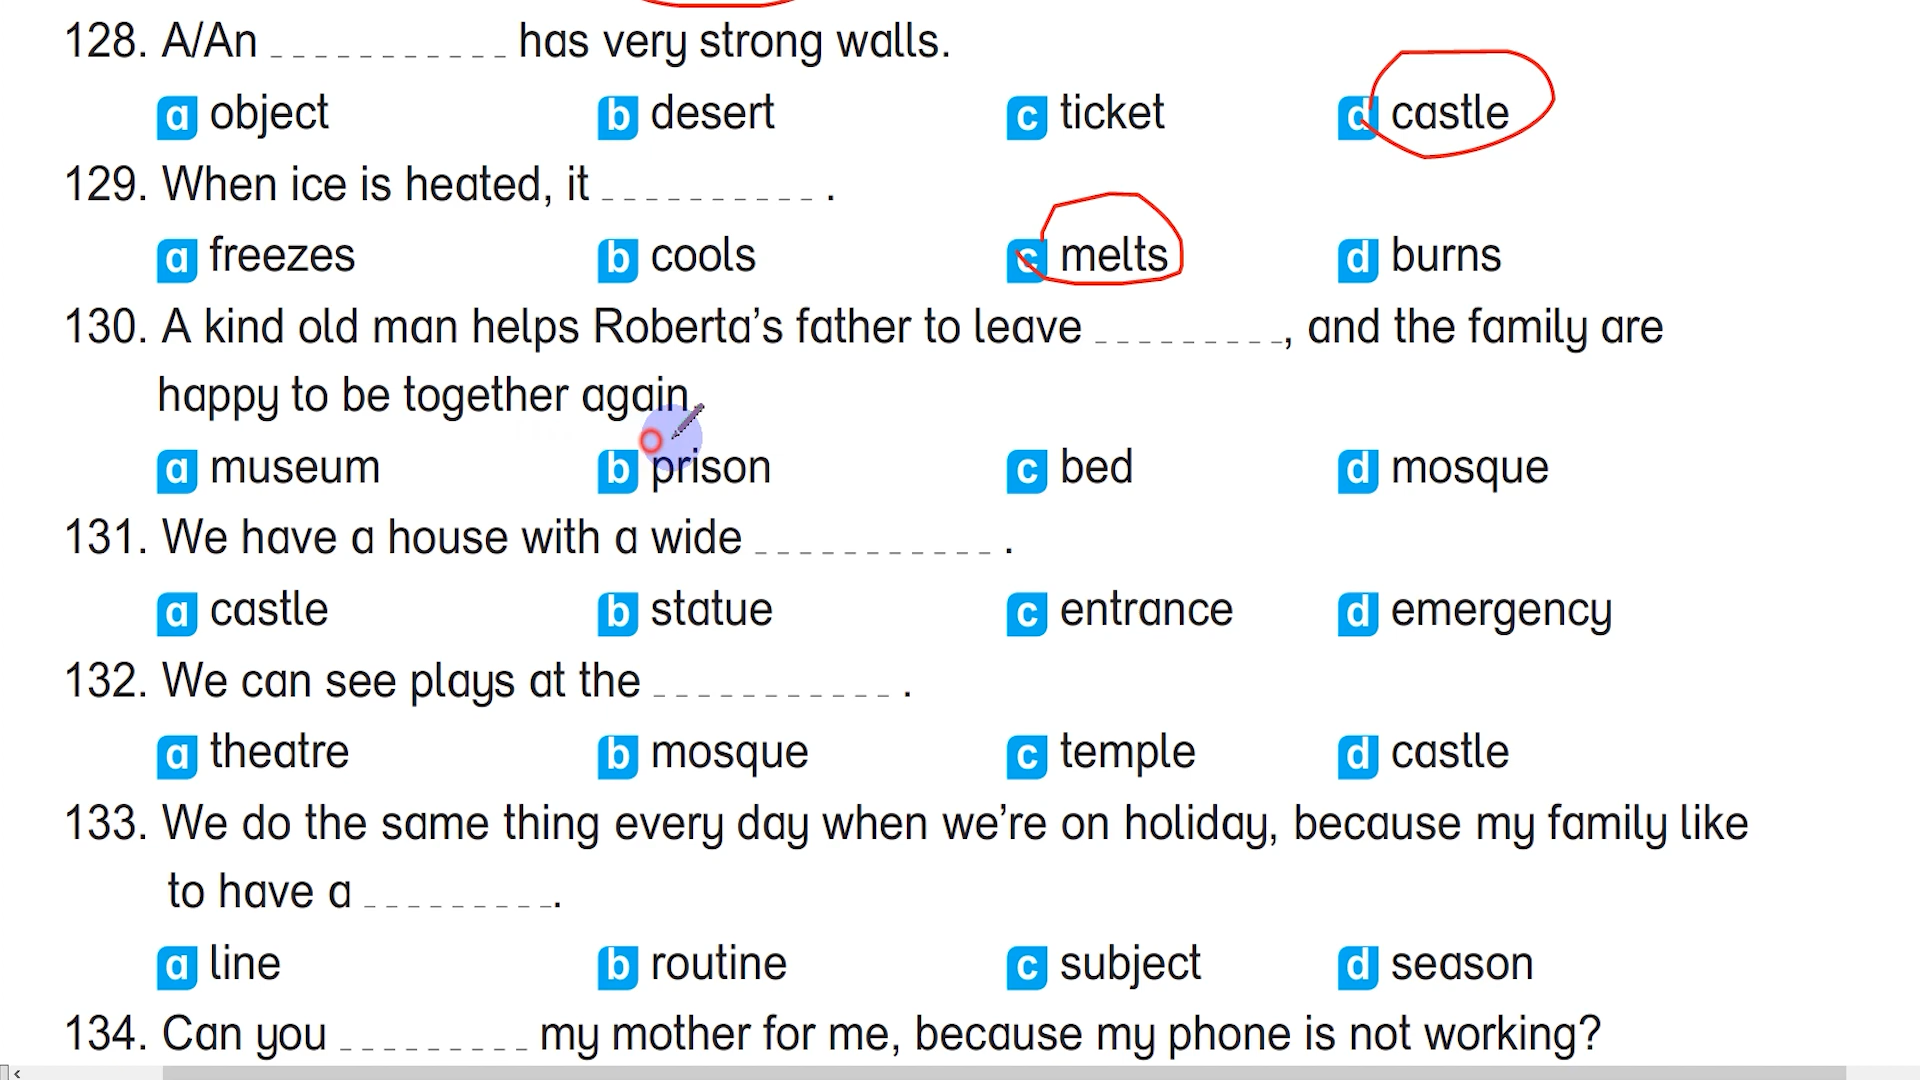 128. A/An ___________ has very strong walls.
a object b desert c ticket d castle
129. When ice is heated, it __________ .
a freezes b cools c melts d burns
130. A kind old man helps Roberta's father to leave _________, and the family are
happy to be together again.
a museum b prison c bed d mosque
131. We have a house with a wide ___________ .
a castle b statue c entrance d emergency
132. We can see plays at the ___________ .
a theatre b mosque c temple d castle
133. We do the same thing every day when we're on holiday, because my family like
to have a _________.
a line b routine c subject d season
134. Can you _________ my mother for me, because my phone is not working?